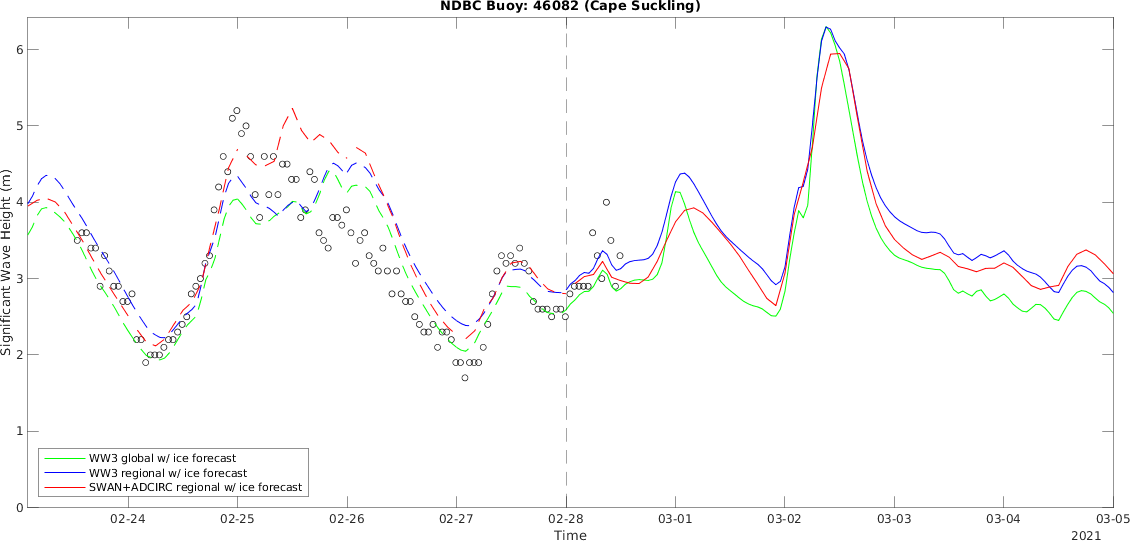 NDBC Buoy: 46082 (Cape Suckling)
Significant Wave Height (m)
6
5
4
3
2
1
0
WW3 global w/ ice forecast
WW3 regional w/ ice forecast
SWAN+ADCIRC regional w/ ice forecast
02-24 02-25 02-26 02-27 02-28 03-01 03-02 03-03 03-04 03-05
Time
2021